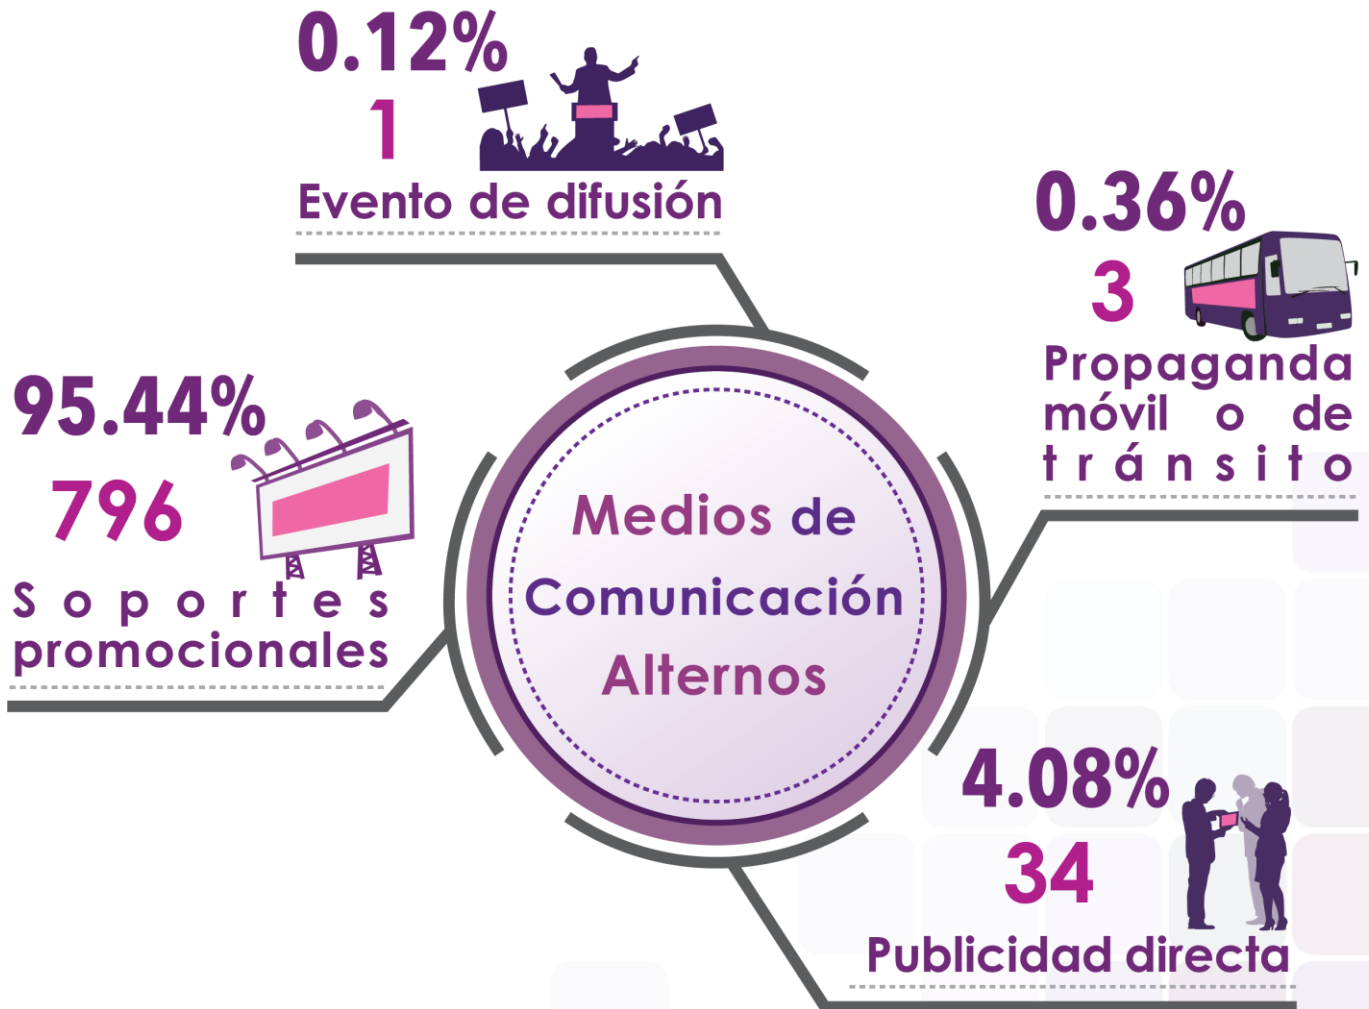 0.12%
1
Evento de difusión
0.36%
3
Propaganda
móvil o de
tránsito
95.44%
796
Soportes
promocionales
Medios de
Comunicación
Alternos
4.08%
34
Publicidad directa